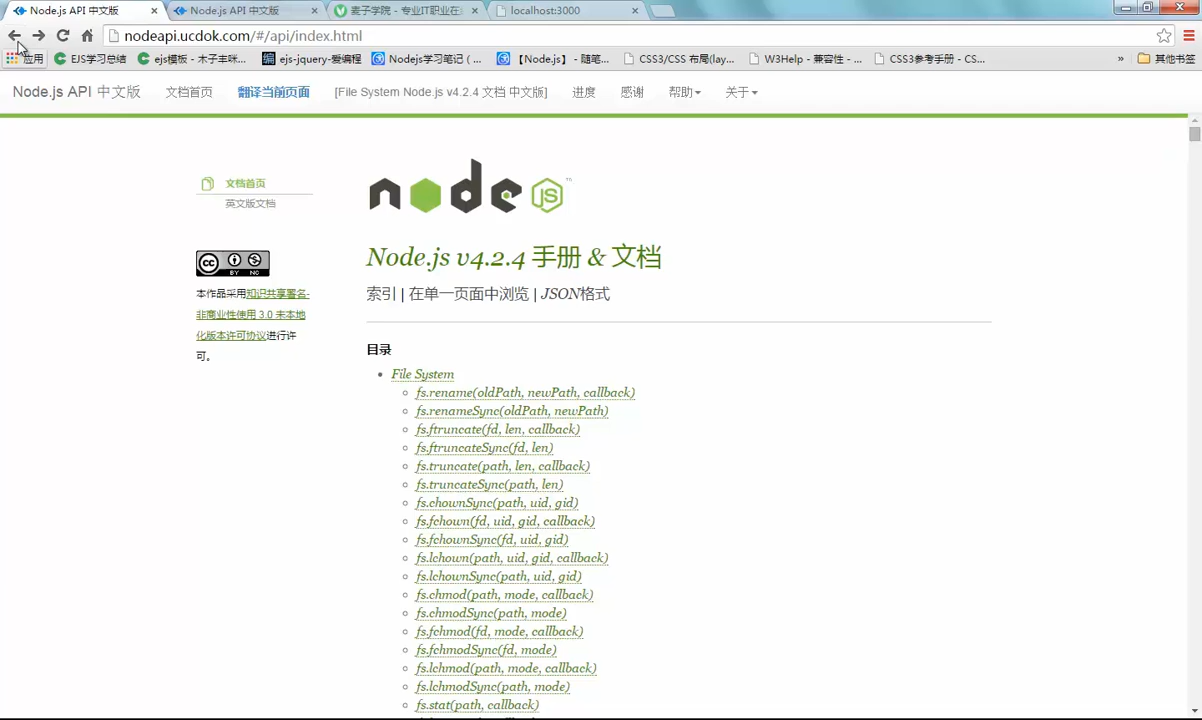 Node.js API 中文版
Node.js API 中文版
麦子学院 - 专业IT职业在
localhost:3000
nodeapi.ucdok.com/#/api/index.html
应用
EJS学习总结
ejs模板 - 木子丰咪...
编 ejs-jquery-爱编程
Nodejs学习笔记（ ...
【Node.js】 - 随笔...
CSS3/CSS 布局(lay...
W3Help - 兼容性 - ...
CSS3参考手册 - CS...
»
其他书签
Node.js API 中文版
文档首页
翻译当前页面
[File System Node.js v4.2.4 文档 中文版]
进度
感谢
帮助
关于
文档首页
英文版文档
node JS ™
cc BY NC
本作品采用知识共享署名-
非商业性使用 3.0 未本地
化版本许可协议进行许
可。
Node.js v4.2.4 手册 & 文档
索引 | 在单一页面中浏览 | JSON格式
目录
File System
fs.rename(oldPath, newPath, callback)
fs.renameSync(oldPath, newPath)
fs.ftruncate(fd, len, callback)
fs.ftruncateSync(fd, len)
fs.truncate(path, len, callback)
fs.truncateSync(path, len)
fs.chownSync(path, uid, gid)
fs.fchown(fd, uid, gid, callback)
fs.fchownSync(fd, uid, gid)
fs.lchown(path, uid, gid, callback)
fs.lchownSync(path, uid, gid)
fs.chmod(path, mode, callback)
fs.chmodSync(path, mode)
fs.fchmod(fd, mode, callback)
fs.fchmodSync(fd, mode)
fs.lchmod(path, mode, callback)
fs.lchmodSync(path, mode)
fs.stat(path, callback)